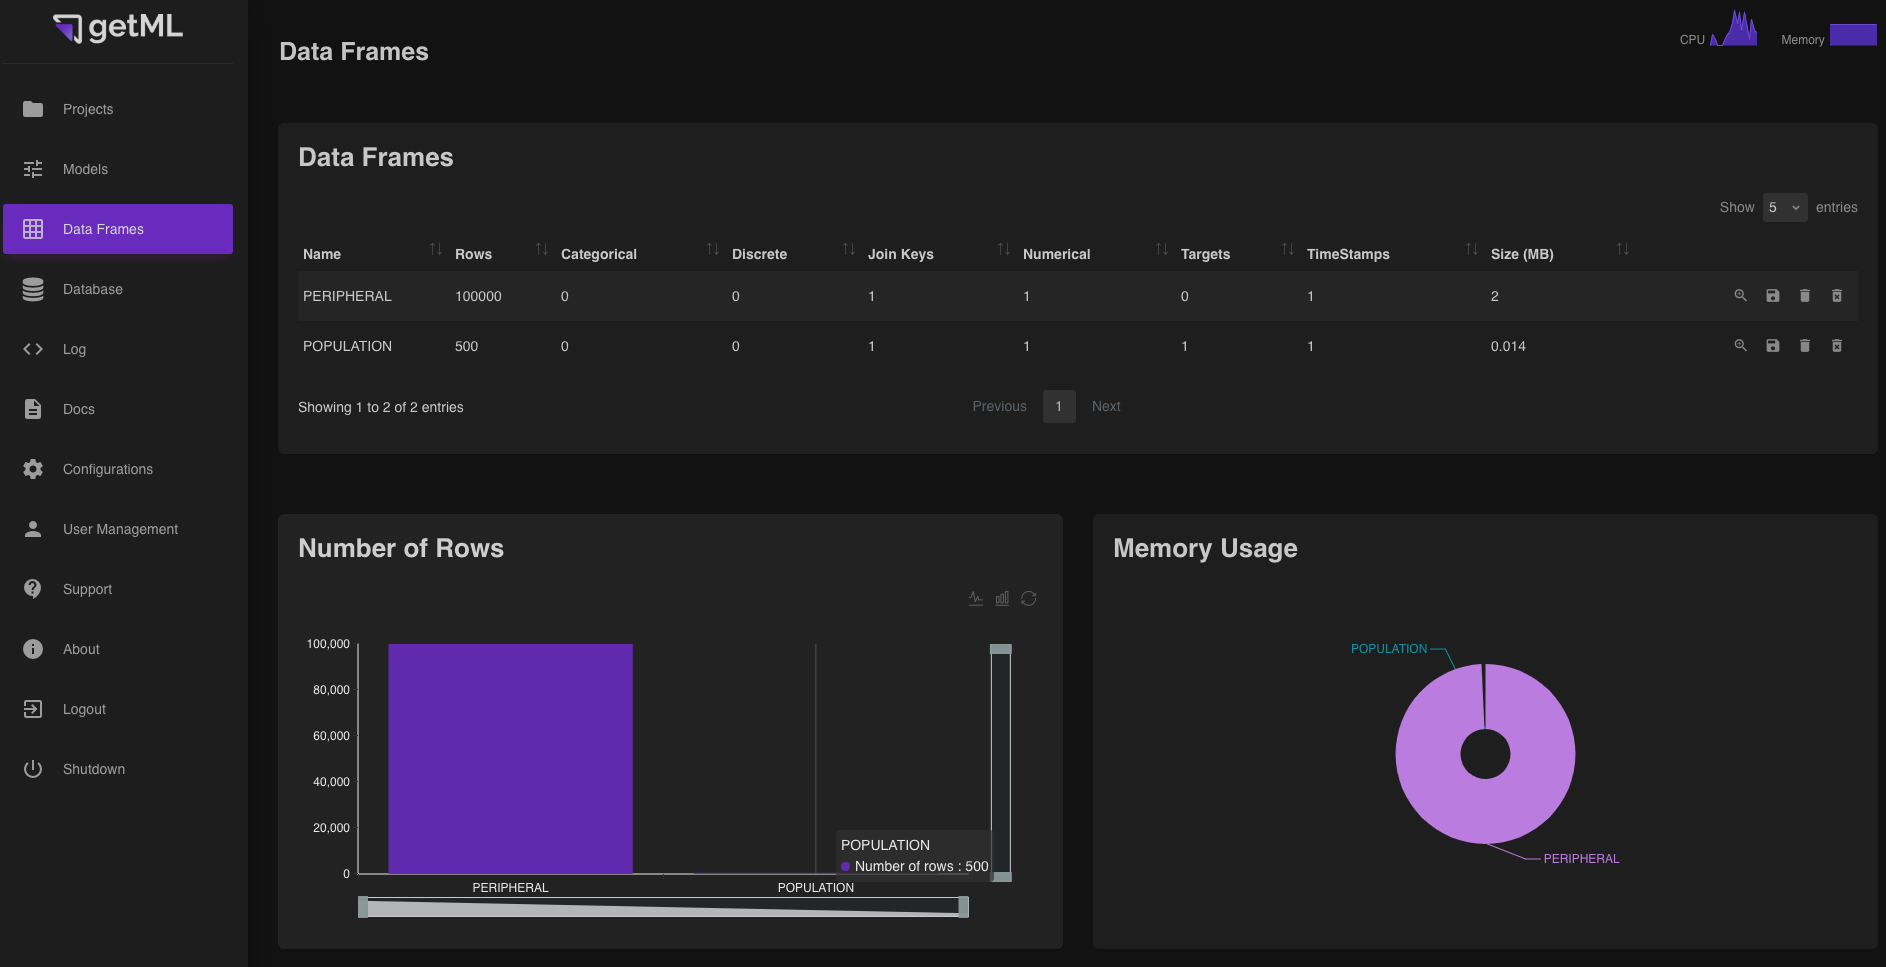 getML
Projects
Models
Data Frames
Database
Log
Docs
Configurations
User Management
Support
About
Logout
Shutdown
Data Frames
CPU
Memory
Data Frames
Show 5 entries
Name Rows Categorical Discrete Join Keys Numerical Targets TimeStamps Size (MB)
PERIPHERAL 100000 0 0 1 1 0 1 2
POPULATION 500 0 0 1 1 1 1 0.014
Showing 1 to 2 of 2 entries
Previous 1 Next
Number of Rows
100,000
80,000
60,000
40,000
20,000
0
POPULATION
Number of rows : 500
PERIPHERAL POPULATION
Memory Usage
POPULATION
PERIPHERAL